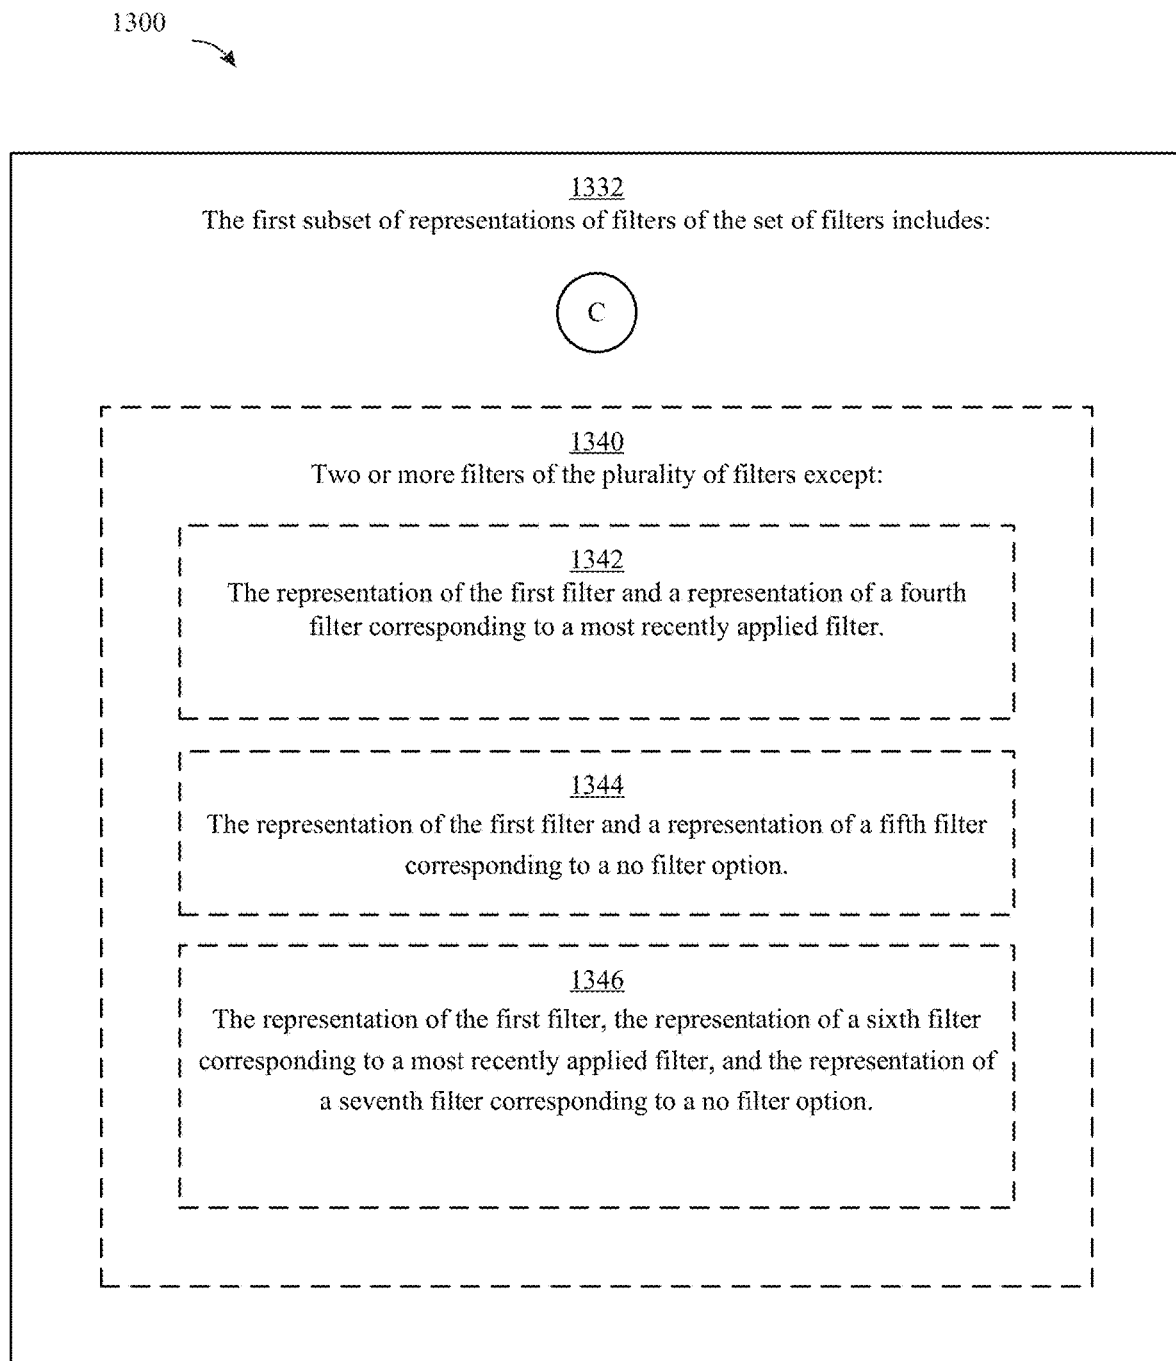 1300
1332
The first subset of representations of filters of the set of filters includes:
C
1340
Two or more filters of the plurality of filters except:
1342
The representation of the first filter and a representation of a fourth
filter corresponding to a most recently applied filter.
1344
The representation of the first filter and a representation of a fifth filter
corresponding to a no filter option.
1346
The representation of the first filter, the representation of a sixth filter
corresponding to a most recently applied filter, and the representation of
a seventh filter corresponding to a no filter option.